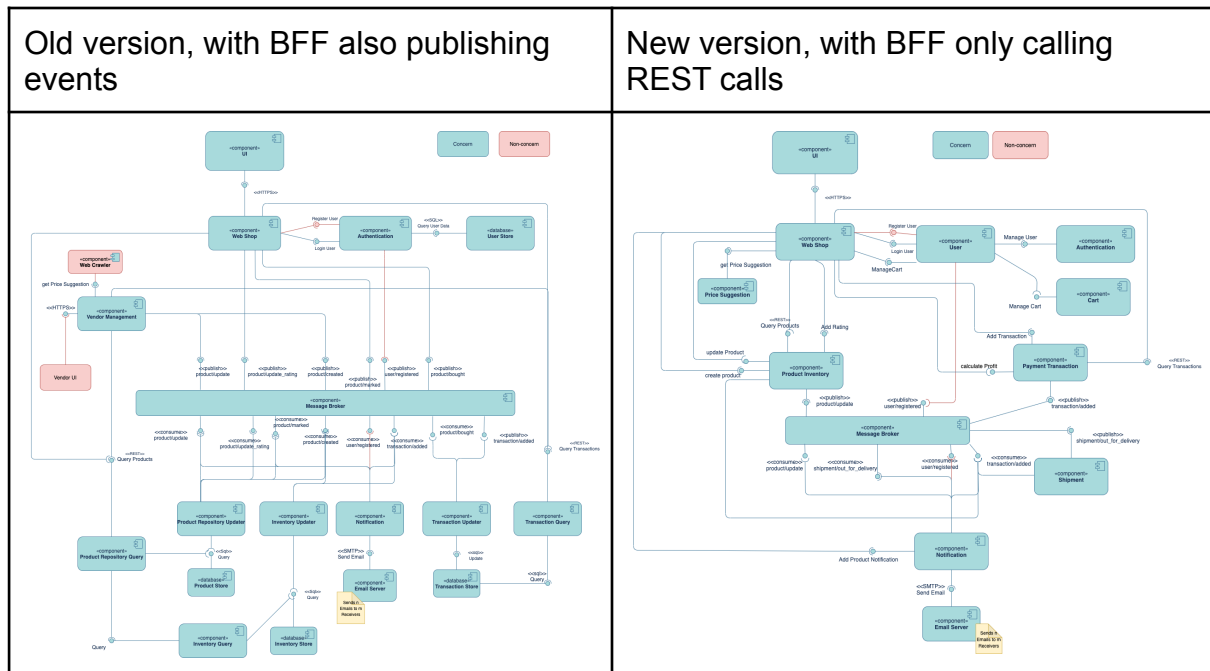 Old version, with BFF also publishing
events
New version, with BFF only calling
REST calls
«component»
UI
Concern
Non-concern
<<HTTPS>>
«component»
Web Shop
Register User
Login User
«component»
Authentication
<<SQL>>
Query User Data
«database»
User Store
«component»
Web Crawler
get Price Suggestion
<<HTTPS>>
«component»
Vendor Management
Vendor UI
<<publish>>
product/update
<<publish>>
product/update_rating
<<publish>>
product/created
<<publish>>
product/marked
<<publish>>
user/registered
<<publish>>
product/bought
«component»
Message Broker
<<consume>>
product/update
<<consume>>
product/update_rating
<<consume>>
product/marked
<<consume>>
product/created
<<consume>>
user/registered
<<consume>>
transaction/added
<<consume>>
product/bought
<<publish>>
transaction/added
<<REST>>
Query Transactions
<<REST>>
Query Products
«component»
Product Repository Updater
«component»
Inventory Updater
«component»
Notification
«component»
Transaction Updater
«component»
Transaction Query
«component»
Product Repository Query
<<Sql>>
Query
<<SMTP>>
Send Email
<<sql>>
Update
<<sql>>
Query
«database»
Product Store
«component»
Email Server
Sends n
Emails to m
Receivers
«database»
Transaction Store
<<Sql>>
Query
Query
«component»
Inventory Query
«database»
Inventory Store
«component»
UI
Concern
Non-concern
<<HTTPS>>
«component»
Web Shop
Register User
Login User
ManageCart
«component»
User
Manage User
«component»
Authentication
get Price Suggestion
«component»
Price Suggestion
Manage Cart
«component»
Cart
<<REST>>
Query Products
Add Rating
Add Transaction
update Product
create product
«component»
Product Inventory
calculate Profit
«component»
Payment Transaction
<<REST>>
Query Transactions
<<publish>>
product/update
<<publish>>
user/registered
<<publish>>
transaction/added
«component»
Message Broker
<<publish>>
shipment/out_for_delivery
<<consume>>
product/update
<<consume>>
shipment/out_for_delivery
<<consume>>
user/registered
<<consume>>
transaction/added
«component»
Shipment
Add Product Notification
«component»
Notification
<<SMTP>>
Send Email
«component»
Email Server
Sends n
Emails to m
Receivers